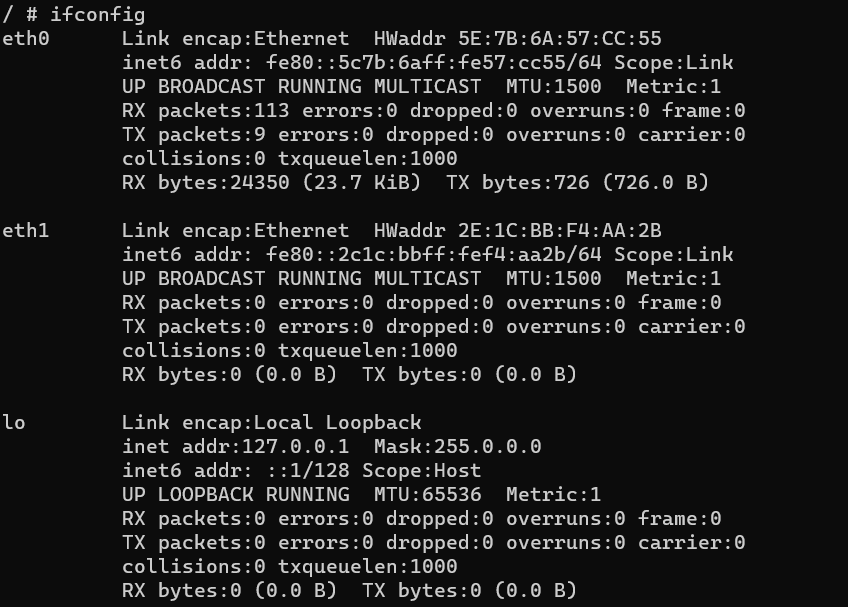 / # ifconfig
eth0      Link encap:Ethernet  HWaddr 5E:7B:6A:57:CC:55
          inet6 addr: fe80::5c7b:6aff:fe57:cc55/64 Scope:Link
          UP BROADCAST RUNNING MULTICAST  MTU:1500  Metric:1
          RX packets:113 errors:0 dropped:0 overruns:0 frame:0
          TX packets:9 errors:0 dropped:0 overruns:0 carrier:0
          collisions:0 txqueuelen:1000
          RX bytes:24350 (23.7 KiB)  TX bytes:726 (726.0 B)

eth1      Link encap:Ethernet  HWaddr 2E:1C:BB:F4:AA:2B
          inet6 addr: fe80::2c1c:bbff:fef4:aa2b/64 Scope:Link
          UP BROADCAST RUNNING MULTICAST  MTU:1500  Metric:1
          RX packets:0 errors:0 dropped:0 overruns:0 frame:0
          TX packets:0 errors:0 dropped:0 overruns:0 carrier:0
          collisions:0 txqueuelen:1000
          RX bytes:0 (0.0 B)  TX bytes:0 (0.0 B)

lo        Link encap:Local Loopback
          inet addr:127.0.0.1  Mask:255.0.0.0
          inet6 addr: ::1/128 Scope:Host
          UP LOOPBACK RUNNING  MTU:65536  Metric:1
          RX packets:0 errors:0 dropped:0 overruns:0 frame:0
          TX packets:0 errors:0 dropped:0 overruns:0 carrier:0
          collisions:0 txqueuelen:1000
          RX bytes:0 (0.0 B)  TX bytes:0 (0.0 B)